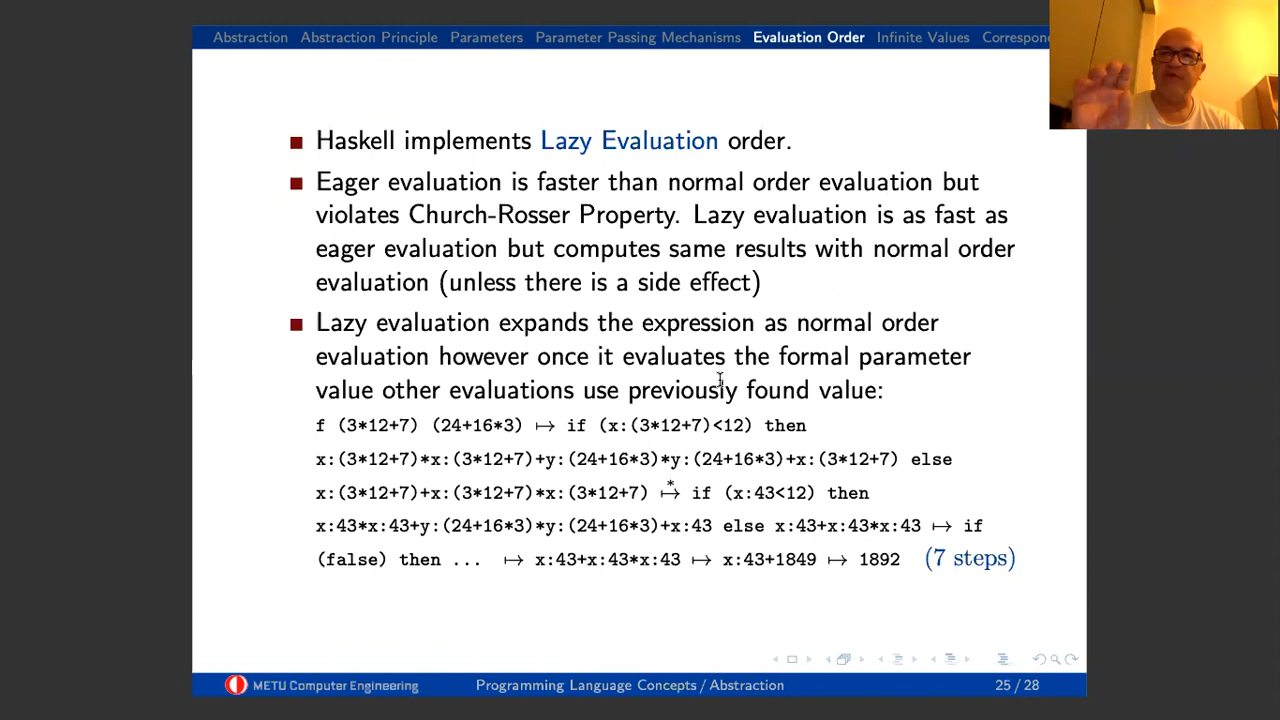 Abstraction Abstraction Principle Parameters Parameter Passing Mechanisms Evaluation Order Infinite Values Correspon
Haskell implements Lazy Evaluation order.
Eager evaluation is faster than normal order evaluation but
violates Church-Rosser Property. Lazy evaluation is as fast as
eager evaluation but computes same results with normal order
evaluation (unless there is a side effect)
Lazy evaluation expands the expression as normal order
evaluation however once it evaluates the formal parameter
value other evaluations use previously found value:
f (3*12+7) (24+16*3) ↦ if (x:(3*12+7)<12) then
x:(3*12+7)*x:(3*12+7)+y:(24+16*3)*y:(24+16*3)+x:(3*12+7) else
x:(3*12+7)+x:(3*12+7)*x:(3*12+7) ↦* if (x:43<12) then
x:43*x:43+y:(24+16*3)*y:(24+16*3)+x:43 else x:43+x:43*x:43 ↦ if
(false) then ... ↦ x:43+x:43*x:43 ↦ x:43+1849 ↦ 1892 (7 steps)
METU Computer Engineering Programming Language Concepts / Abstraction 25 / 28